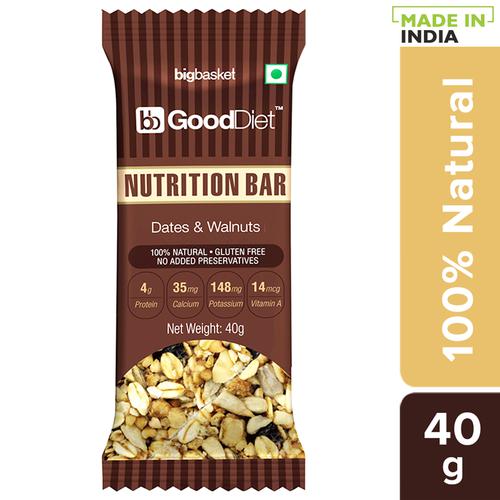 MADE IN
INDIA
bigbasket
bb GoodDiet™
NUTRITION BAR
Dates & Walnuts
100% NATURAL • GLUTEN FREE
NO ADDED PRESERVATIVES
4g 35mg 148mg 14mcg
Protein Calcium Potassium Vitamin A
Net Weight: 40g
100% Natural
40
g